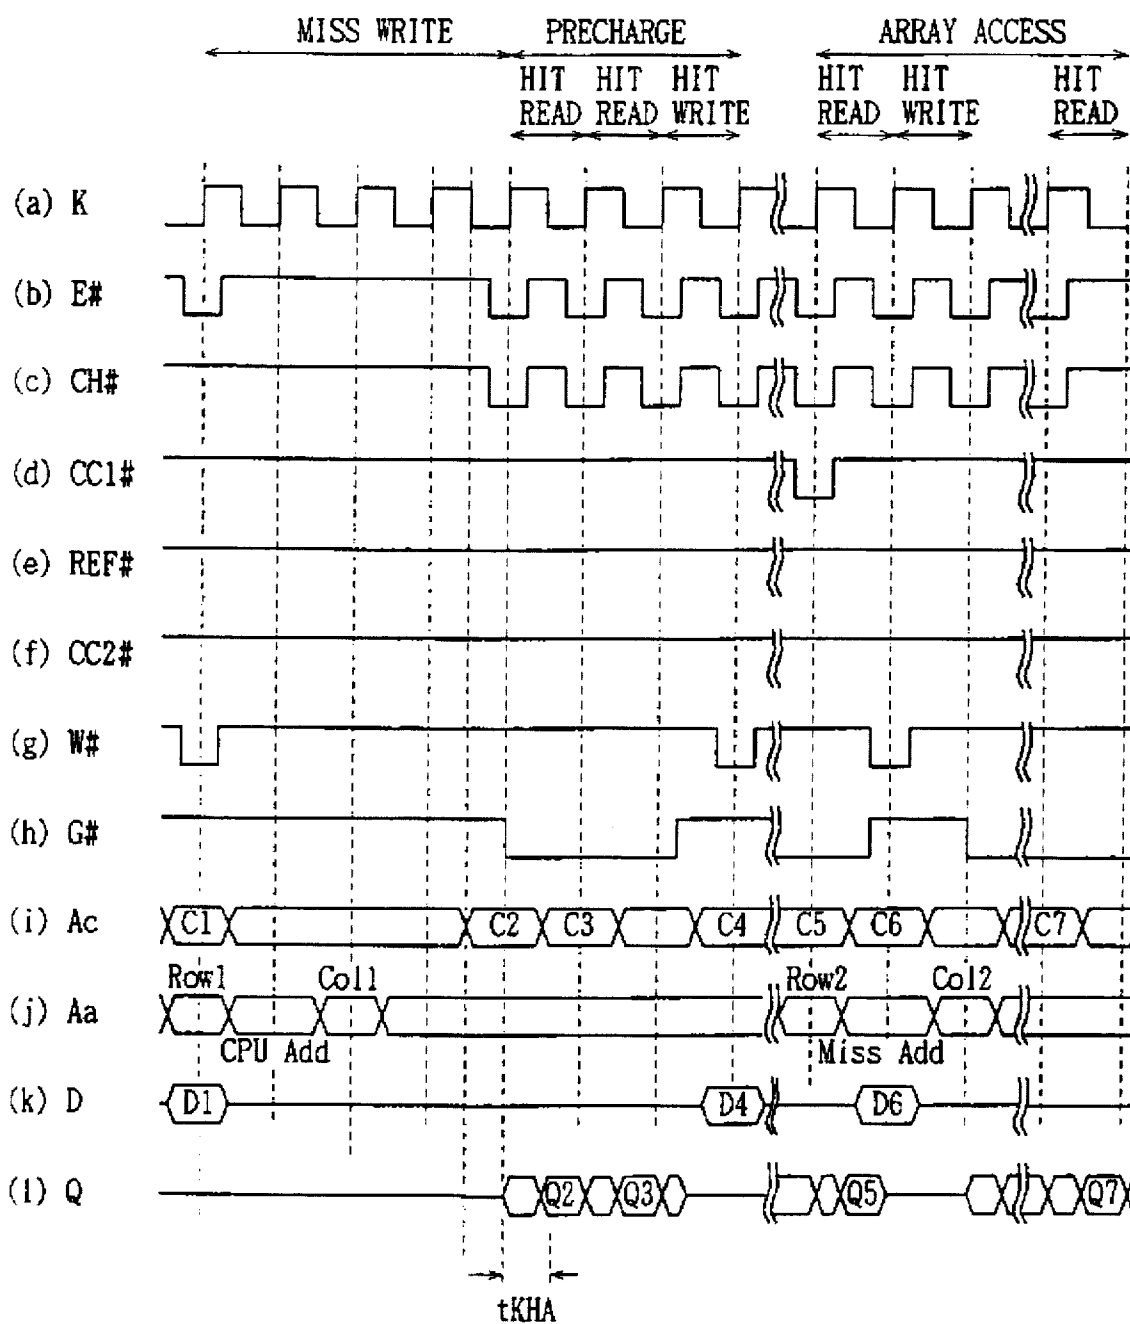 MISS WRITE PRECHARGE ARRAY ACCESS
HIT HIT HIT HIT HIT HIT
READ READ WRITE READ WRITE READ
(a) K
(b) E#
(c) CH#
(d) CC1#
(e) REF#
(f) CC2#
(g) W#
(h) G#
(i) Ac C1 C2 C3 C4 C5 C6 C7
Row1 Col1 Row2 Col2
(j) Aa
CPU Add Miss Add
(k) D D1 D4 D6
(l) Q Q2 Q3 Q5 Q7
tKHA